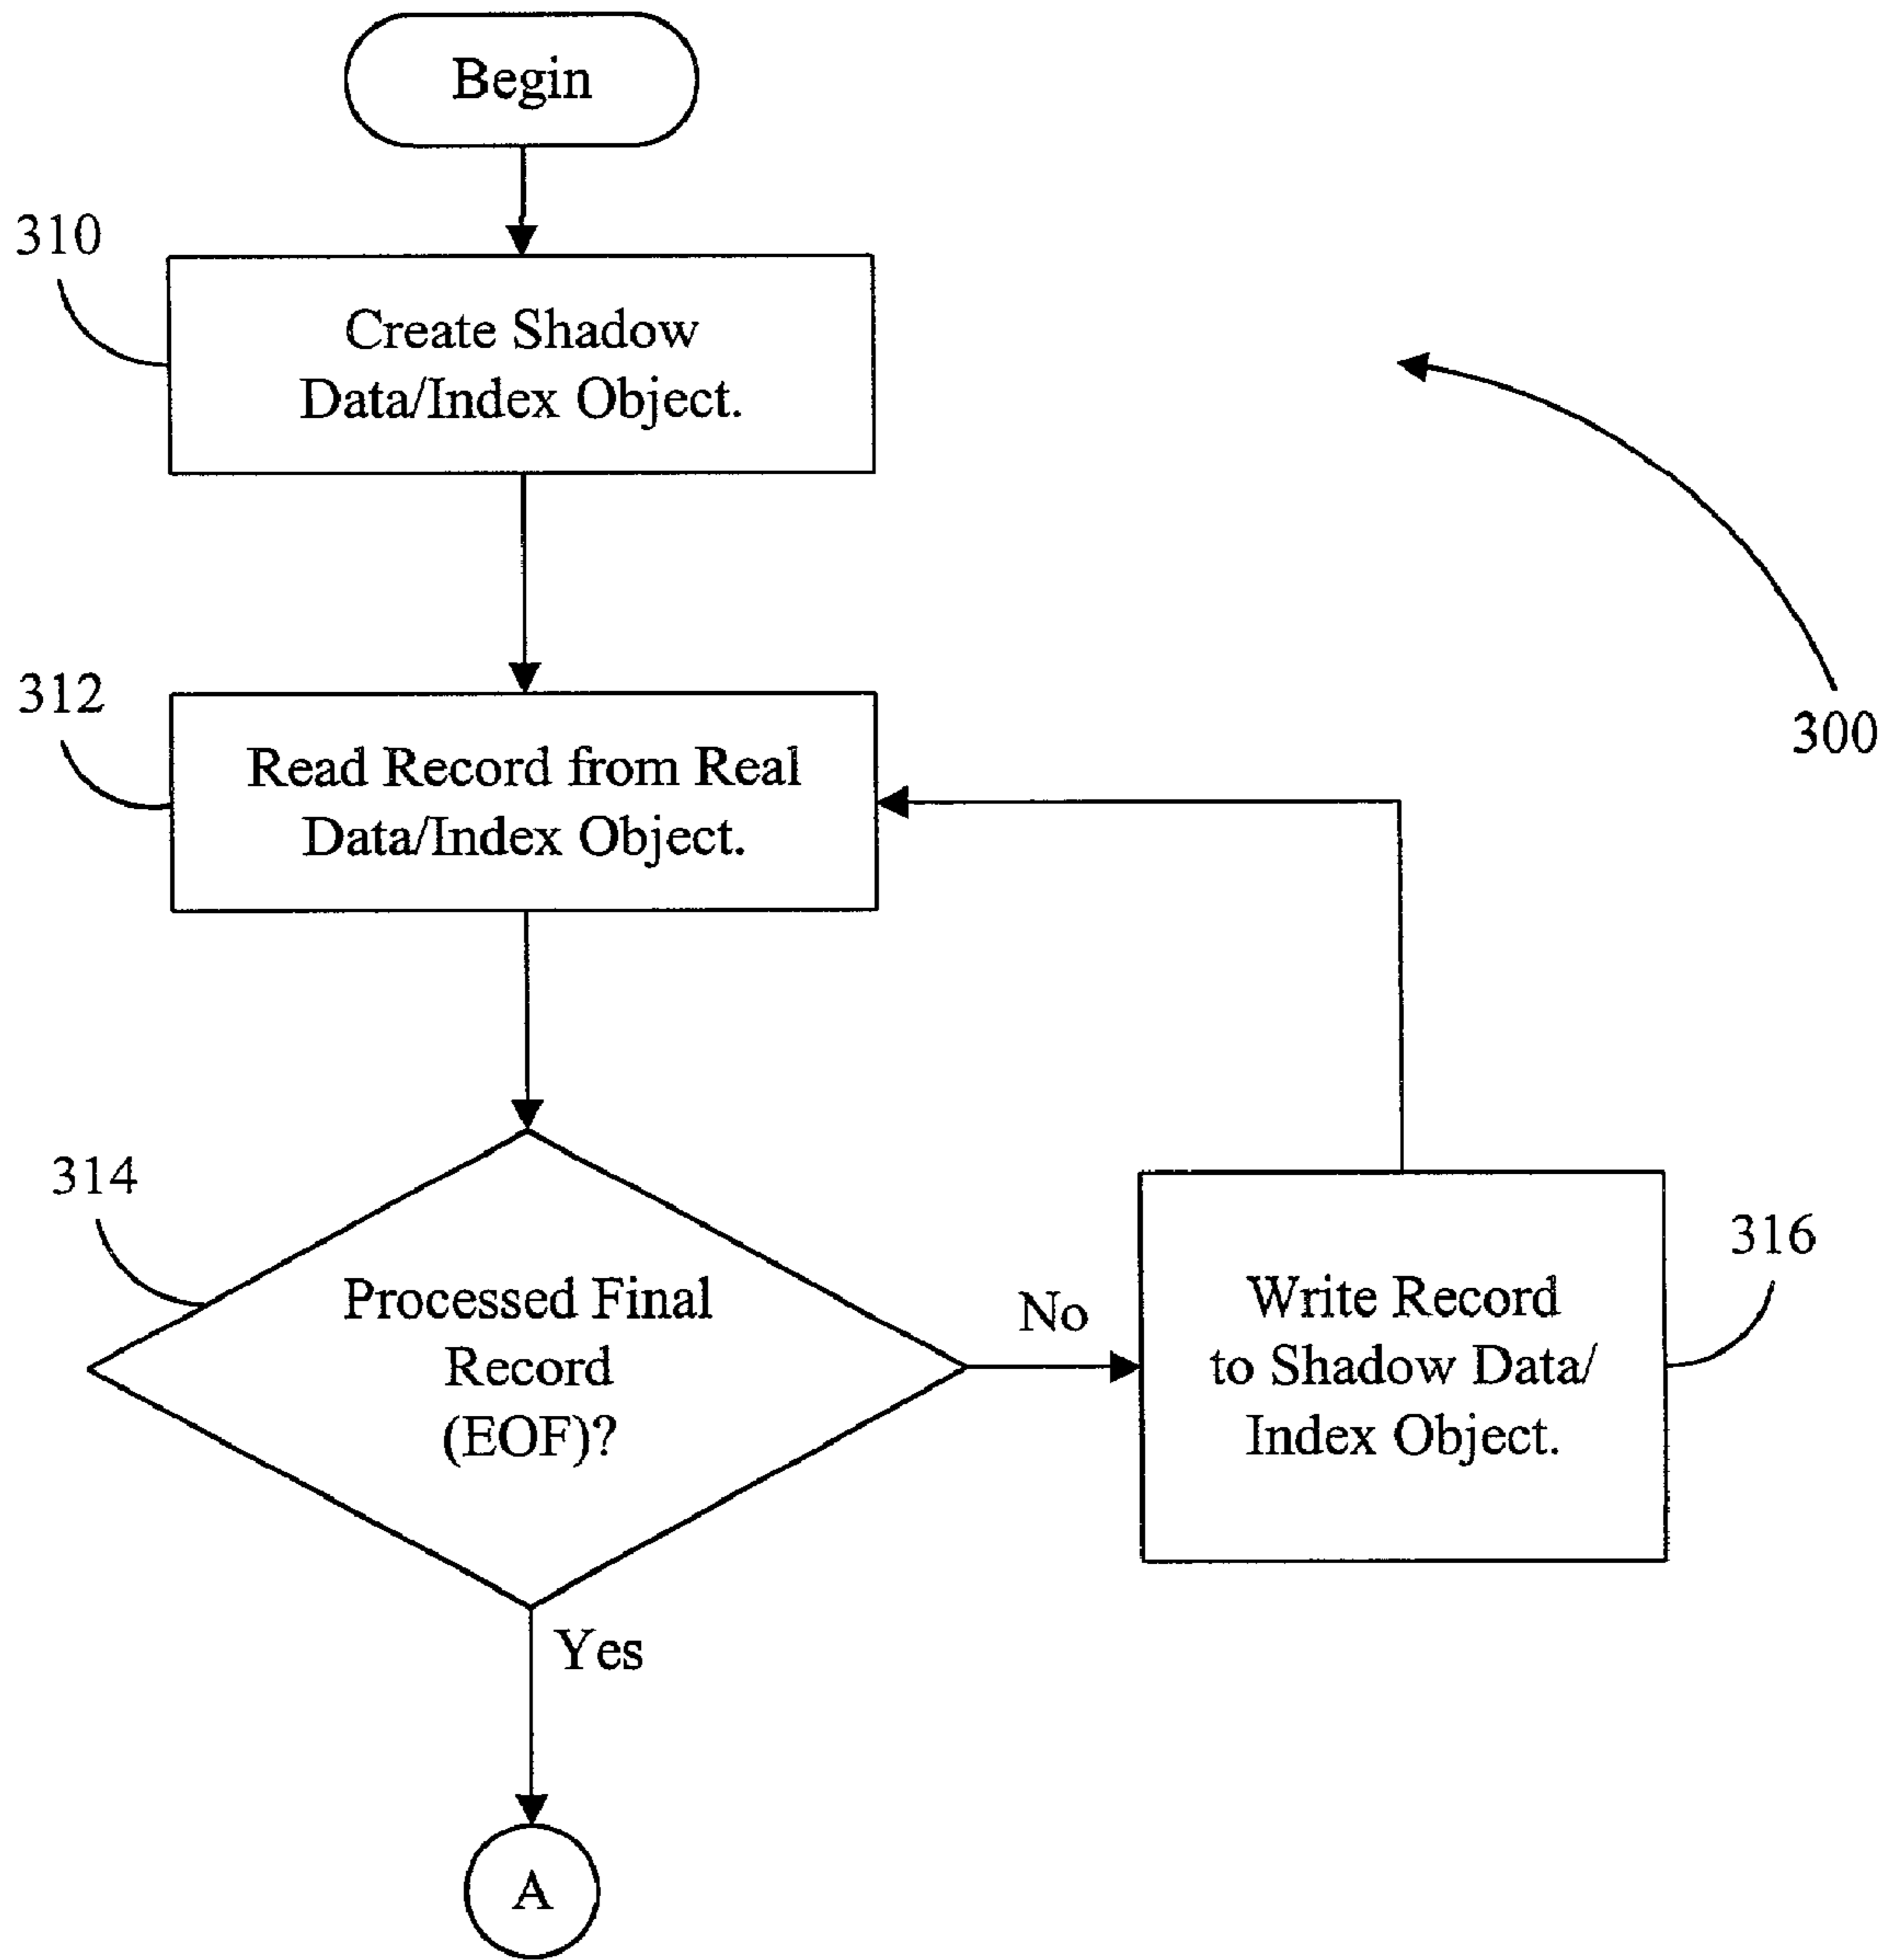 Begin
310
Create Shadow
Data/Index Object.
312
Read Record from Real
Data/Index Object.
300
314
Processed Final
Record
(EOF)?
No
Write Record
to Shadow Data/
Index Object.
316
Yes
A